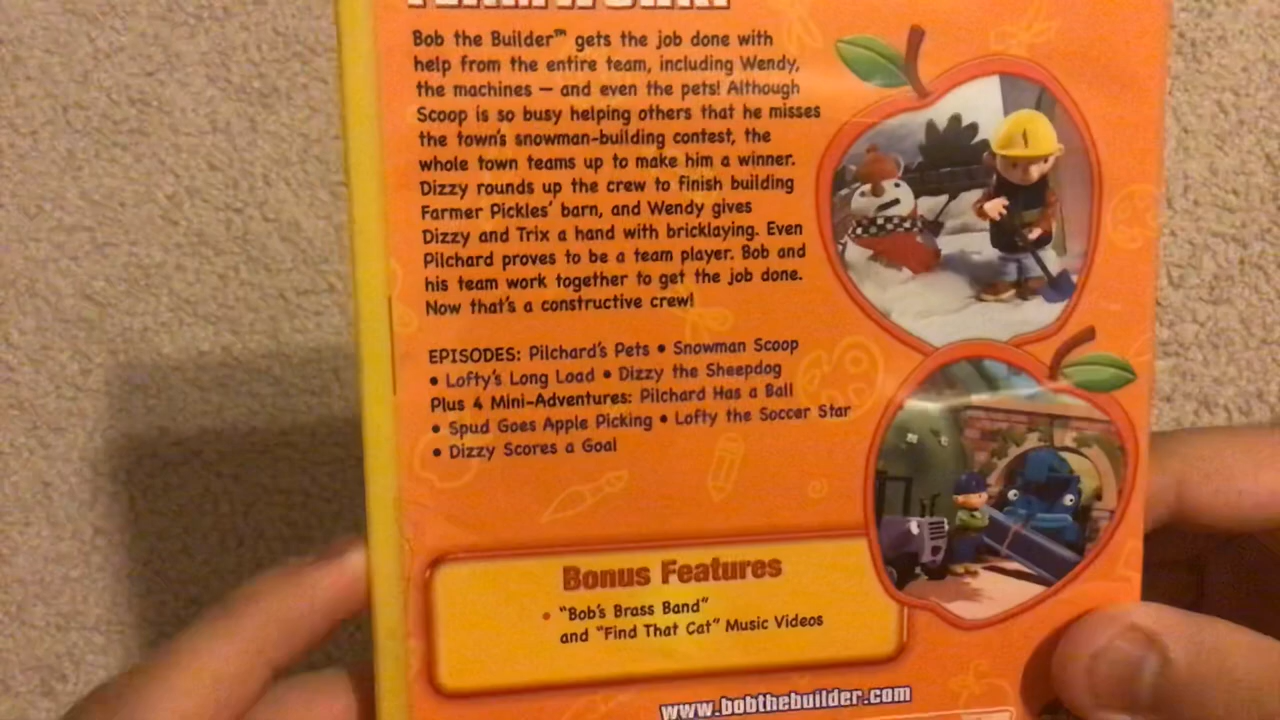 TEAMWORK!
Bob the Builder™ gets the job done with
help from the entire team, including Wendy,
the machines – and even the pets! Although
Scoop is so busy helping others that he misses
the town's snowman-building contest, the
whole town teams up to make him a winner.
Dizzy rounds up the crew to finish building
Farmer Pickles' barn, and Wendy gives
Dizzy and Trix a hand with bricklaying. Even
Pilchard proves to be a team player. Bob and
his team work together to get the job done.
Now that's a constructive crew!
EPISODES: Pilchard's Pets • Snowman Scoop
• Lofty's Long Load • Dizzy the Sheepdog
Plus 4 Mini-Adventures: Pilchard Has a Ball
• Spud Goes Apple Picking • Lofty the Soccer Star
• Dizzy Scores a Goal
Bonus Features
• "Bob's Brass Band"
and "Find That Cat" Music Videos
www.bobthebuilder.com